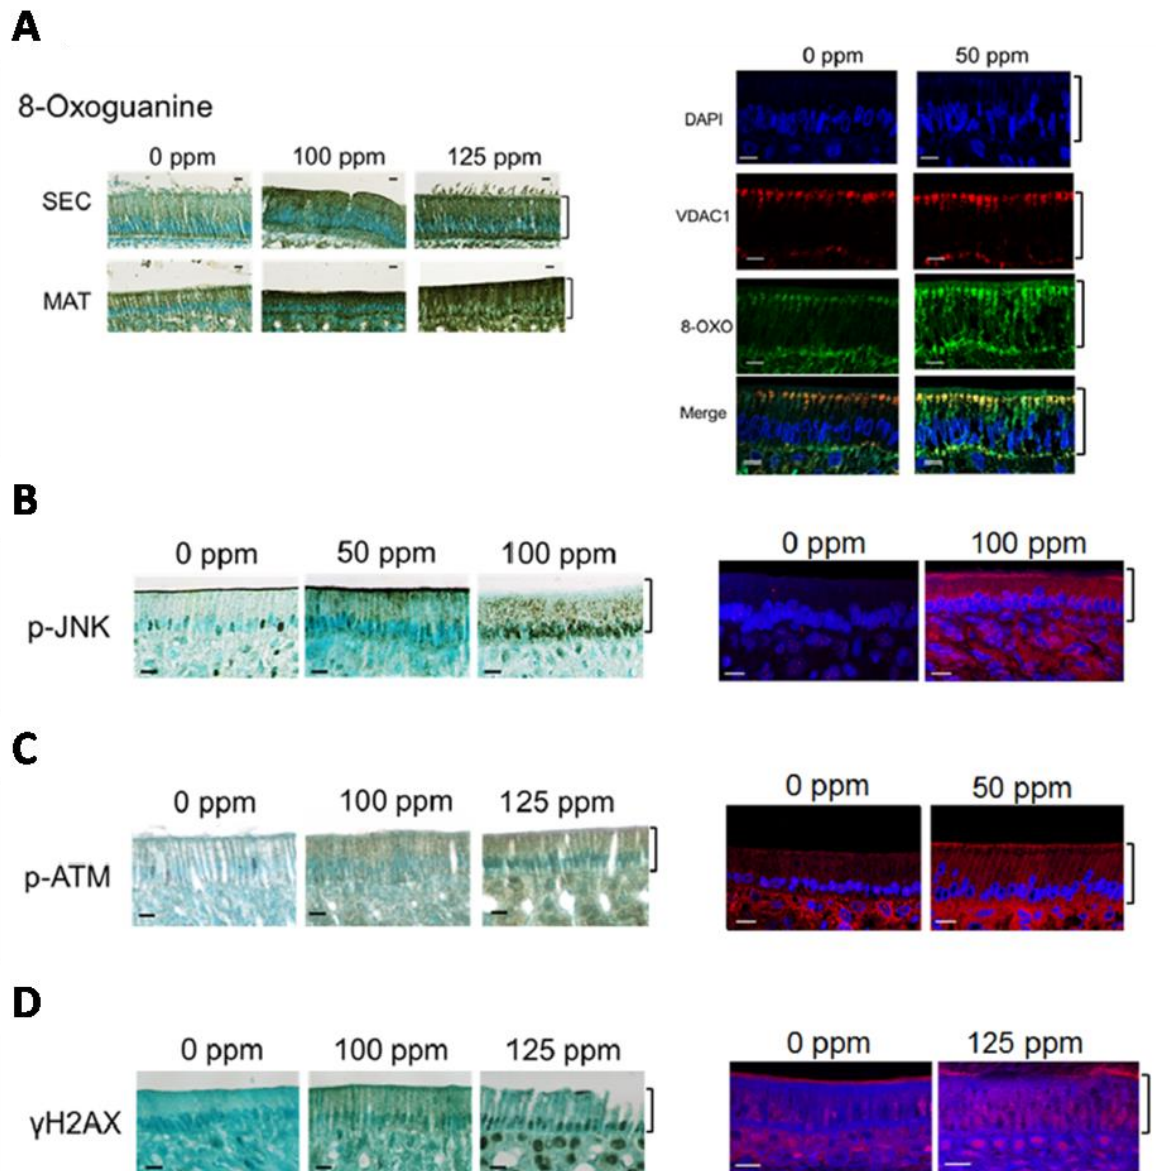 A
0 ppm 50 ppm
8-Oxoguanine
DAPI
0 ppm 100 ppm 125 ppm
SEC
VDAC1
MAT
8-OXO
Merge
B
0 ppm 50 ppm 100 ppm 0 ppm 100 ppm
p-JNK
C
0 ppm 100 ppm 125 ppm 0 ppm 50 ppm
p-ATM
D
0 ppm 100 ppm 125 ppm 0 ppm 125 ppm
γH2AX